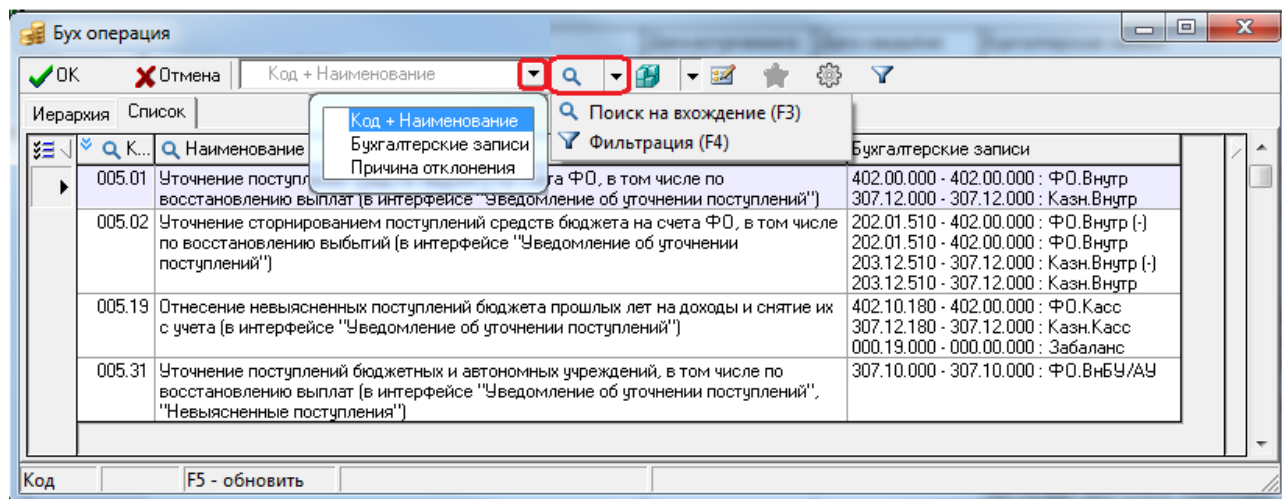 Бух операция
OK Отмена Код + Наименование
Иерархия Список
Код + Наименование
Бухгалтерские записи
Причина отклонения
Поиск на вхождение (F3)
Фильтрация (F4)
К... Наименование Бухгалтерские записи
005.01 Уточнение поступл та ФО, в том числе по
восстановлению выплат (в интерфейсе "Уведомление об уточнении поступлений")
402.00.000 - 402.00.000 : ФО.Внутр
307.12.000 - 307.12.000 : Казн.Внутр
005.02 Уточнение сторнированием поступлений средств бюджета на счета ФО, в том числе
по восстановлению выбытий (в интерфейсе "Уведомление об уточнении
поступлений")
202.01.510 - 402.00.000 : ФО.Внутр (-)
202.01.510 - 402.00.000 : ФО.Внутр
203.12.510 - 307.12.000 : Казн.Внутр (-)
203.12.510 - 307.12.000 : Казн.Внутр
005.19 Отнесение невыясненных поступлений бюджета прошлых лет на доходы и снятие их
с учета (в интерфейсе "Уведомление об уточнении поступлений")
402.10.180 - 402.00.000 : ФО.Касс
307.12.180 - 307.12.000 : Казн.Касс
000.19.000 - 000.00.000 : Забаланс
005.31 Уточнение поступлений бюджетных и автономных учреждений, в том числе по
восстановлению выплат (в интерфейсе "Уведомление об уточнении поступлений",
"Невыясненные поступления")
307.10.000 - 307.10.000 : ФО.ВнБУ/АУ
Код F5 - обновить